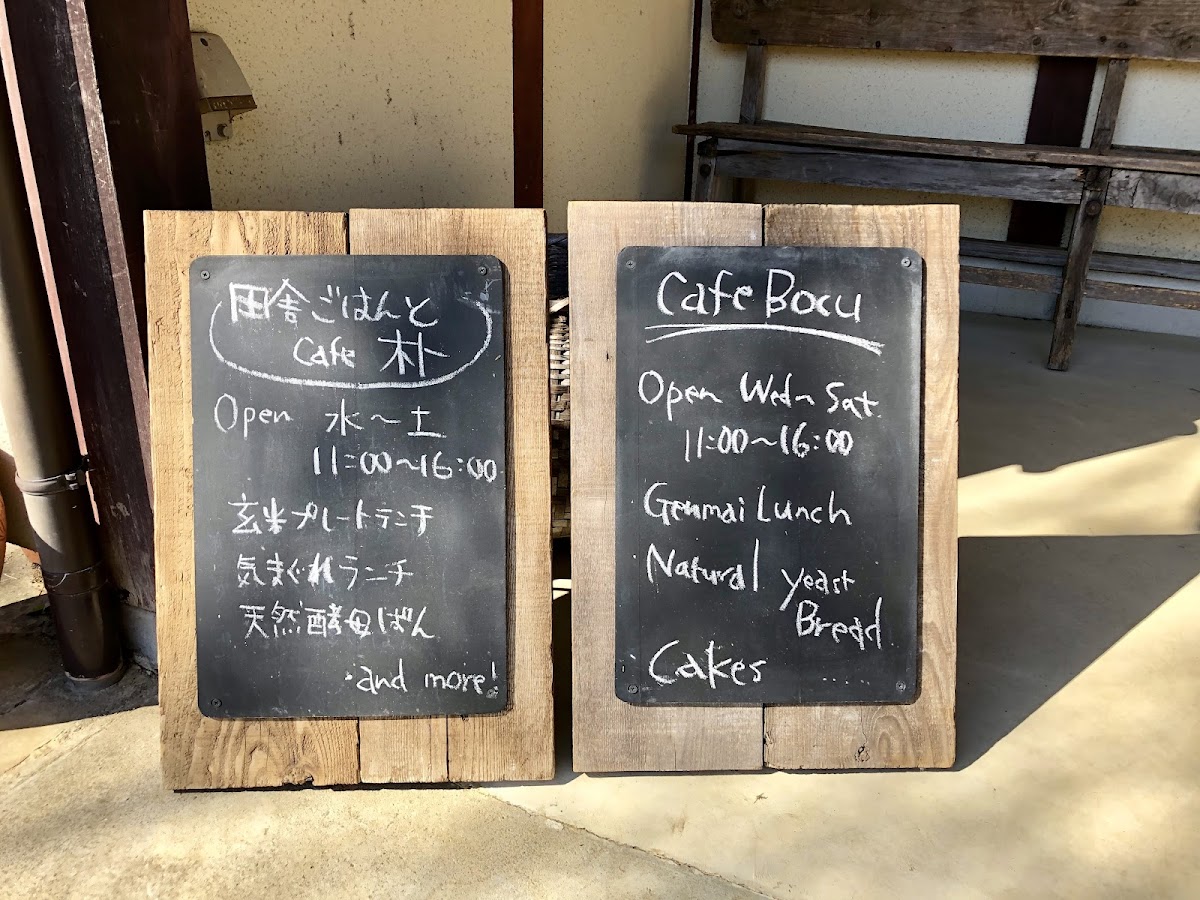 田舎ごはんと
Cafe 朴
Open 水〜土
11:00〜16:00
玄米プレートランチ
気まぐれランチ
天然酵母ぱん
・and more!
Cafe Bocu
Open Wed〜Sat.
11:00〜16:00
Genmai Lunch
Natural yeast
Bread
Cakes .....